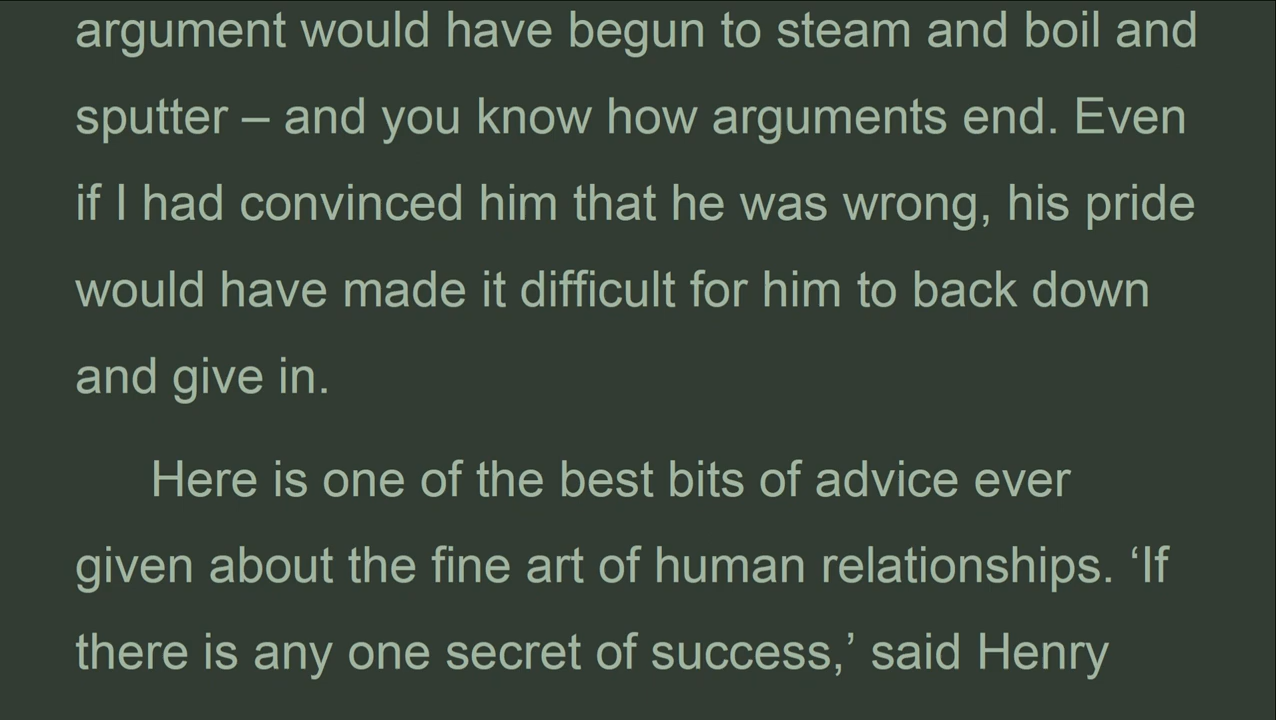 argument would have begun to steam and boil and
sputter – and you know how arguments end. Even
if I had convinced him that he was wrong, his pride
would have made it difficult for him to back down
and give in.
Here is one of the best bits of advice ever
given about the fine art of human relationships. ‘If
there is any one secret of success,’ said Henry